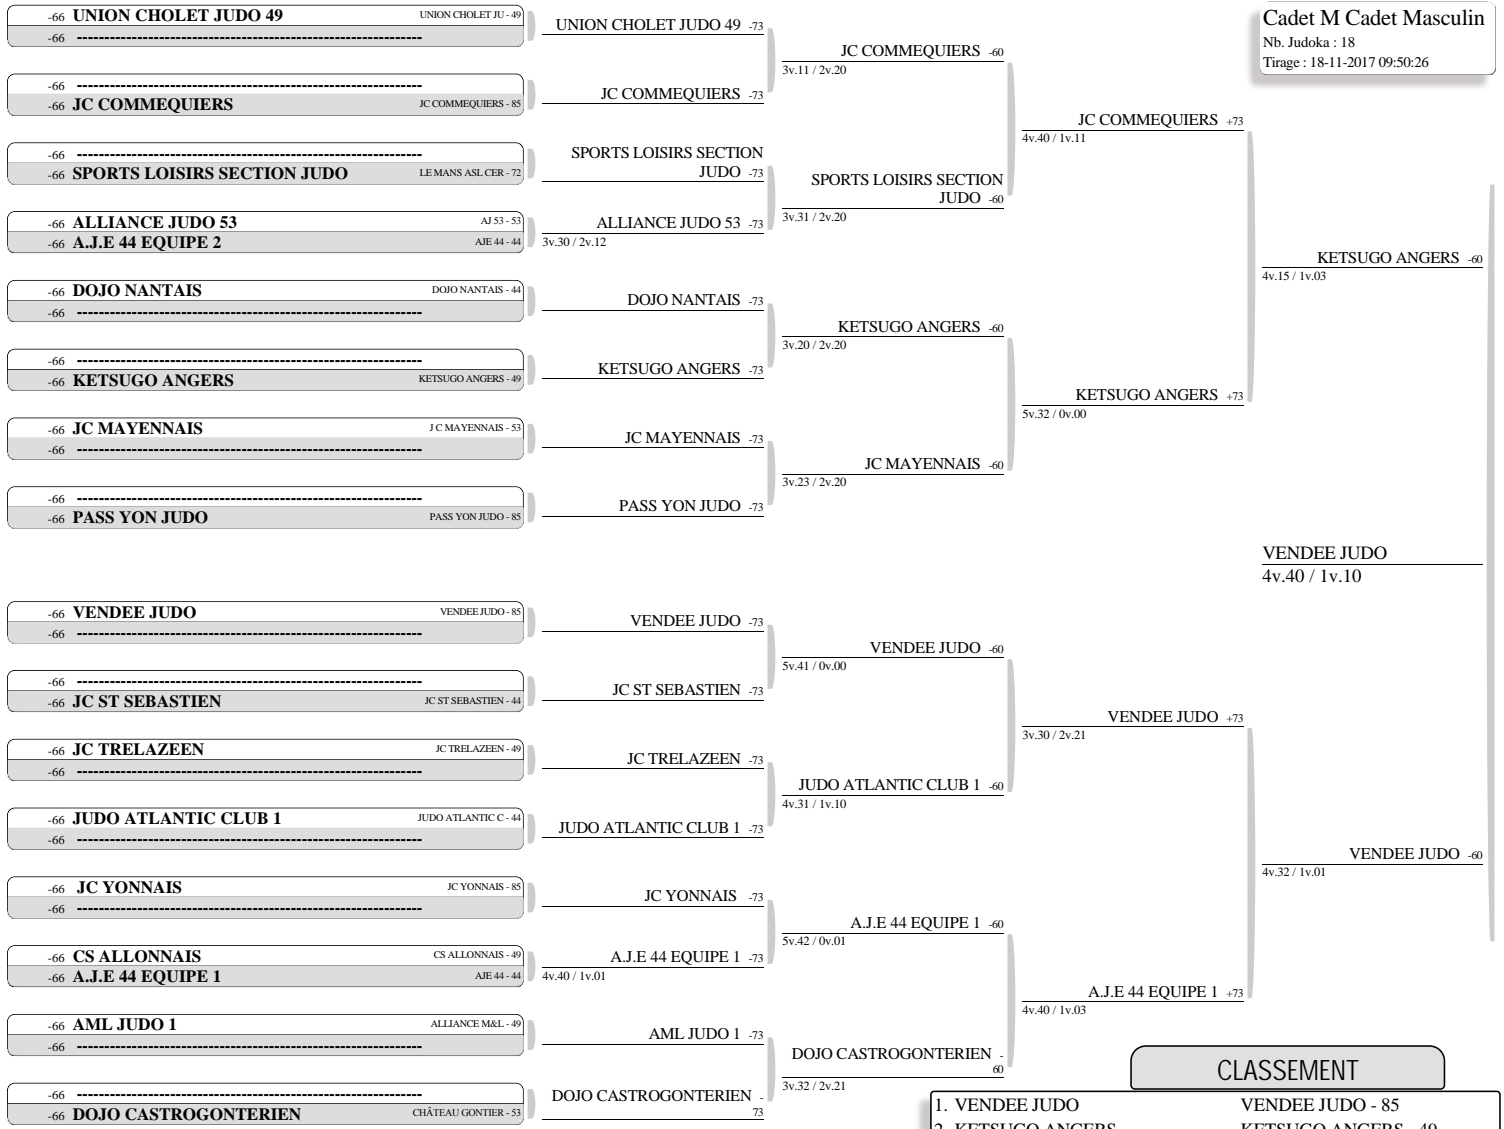 Cadet M Cadet Masculin
Nb. Judoka : 18
Tirage : 18-11-2017 09:50:26
-66 UNION CHOLET JUDO 49 UNION CHOLET JU - 49
-66 ----------------------------------------------------------------
-66 ----------------------------------------------------------------
-66 JC COMMEQUIERS JC COMMEQUIERS - 85
-66 ----------------------------------------------------------------
-66 SPORTS LOISIRS SECTION JUDO LE MANS ASL CER - 72
-66 ALLIANCE JUDO 53 AJ 53 - 53
-66 A.J.E 44 EQUIPE 2 AJE 44 - 44
-66 DOJO NANTAIS DOJO NANTAIS - 44
-66 ----------------------------------------------------------------
-66 ----------------------------------------------------------------
-66 KETSUGO ANGERS KETSUGO ANGERS - 49
-66 JC MAYENNAIS J C MAYENNAIS - 53
-66 ----------------------------------------------------------------
-66 ----------------------------------------------------------------
-66 PASS YON JUDO PASS YON JUDO - 85
-66 VENDEE JUDO VENDEE JUDO - 85
-66 ----------------------------------------------------------------
-66 ----------------------------------------------------------------
-66 JC ST SEBASTIEN JC ST SEBASTIEN - 44
-66 JC TRELAZEEN JC TRELAZEEN - 49
-66 ----------------------------------------------------------------
-66 JUDO ATLANTIC CLUB 1 JUDO ATLANTIC C - 44
-66 ----------------------------------------------------------------
-66 JC YONNAIS JC YONNAIS - 85
-66 ----------------------------------------------------------------
-66 CS ALLONNAIS CS ALLONNAIS - 49
-66 A.J.E 44 EQUIPE 1 AJE 44 - 44
-66 AML JUDO 1 ALLIANCE M&L - 49
-66 ----------------------------------------------------------------
-66 ----------------------------------------------------------------
-66 DOJO CASTROGONTERIEN CHÂTEAU GONTIER - 53
UNION CHOLET JUDO 49 -73
JC COMMEQUIERS -73
SPORTS LOISIRS SECTION
JUDO -73
ALLIANCE JUDO 53 -73
3v.30 / 2v.12
DOJO NANTAIS -73
KETSUGO ANGERS -73
JC MAYENNAIS -73
PASS YON JUDO -73
VENDEE JUDO -73
JC ST SEBASTIEN -73
JC TRELAZEEN -73
JUDO ATLANTIC CLUB 1 -73
JC YONNAIS -73
A.J.E 44 EQUIPE 1 -73
4v.40 / 1v.01
AML JUDO 1 -73
DOJO CASTROGONTERIEN -
73
JC COMMEQUIERS -60
3v.11 / 2v.20
SPORTS LOISIRS SECTION
JUDO -60
3v.31 / 2v.20
KETSUGO ANGERS -60
3v.20 / 2v.20
JC MAYENNAIS -60
3v.23 / 2v.20
VENDEE JUDO -60
5v.41 / 0v.00
JUDO ATLANTIC CLUB 1 -60
4v.31 / 1v.10
A.J.E 44 EQUIPE 1 -60
5v.42 / 0v.01
DOJO CASTROGONTERIEN -
60
3v.32 / 2v.21
JC COMMEQUIERS +73
4v.40 / 1v.11
KETSUGO ANGERS +73
5v.32 / 0v.00
VENDEE JUDO +73
3v.30 / 2v.21
A.J.E 44 EQUIPE 1 +73
4v.40 / 1v.03
KETSUGO ANGERS -60
4v.15 / 1v.03
VENDEE JUDO -60
4v.32 / 1v.01
VENDEE JUDO
4v.40 / 1v.10
CLASSEMENT
1. VENDEE JUDO VENDEE JUDO - 85
2. KETSUGO ANGERS KETSUGO ANGERS - 49